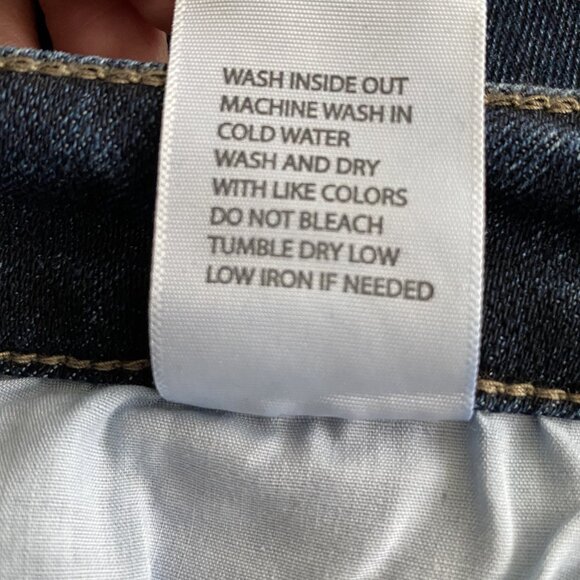 WASH INSIDE OUT
MACHINE WASH IN
COLD WATER
WASH AND DRY
WITH LIKE COLORS
DO NOT BLEACH
TUMBLE DRY LOW
LOW IRON IF NEEDED